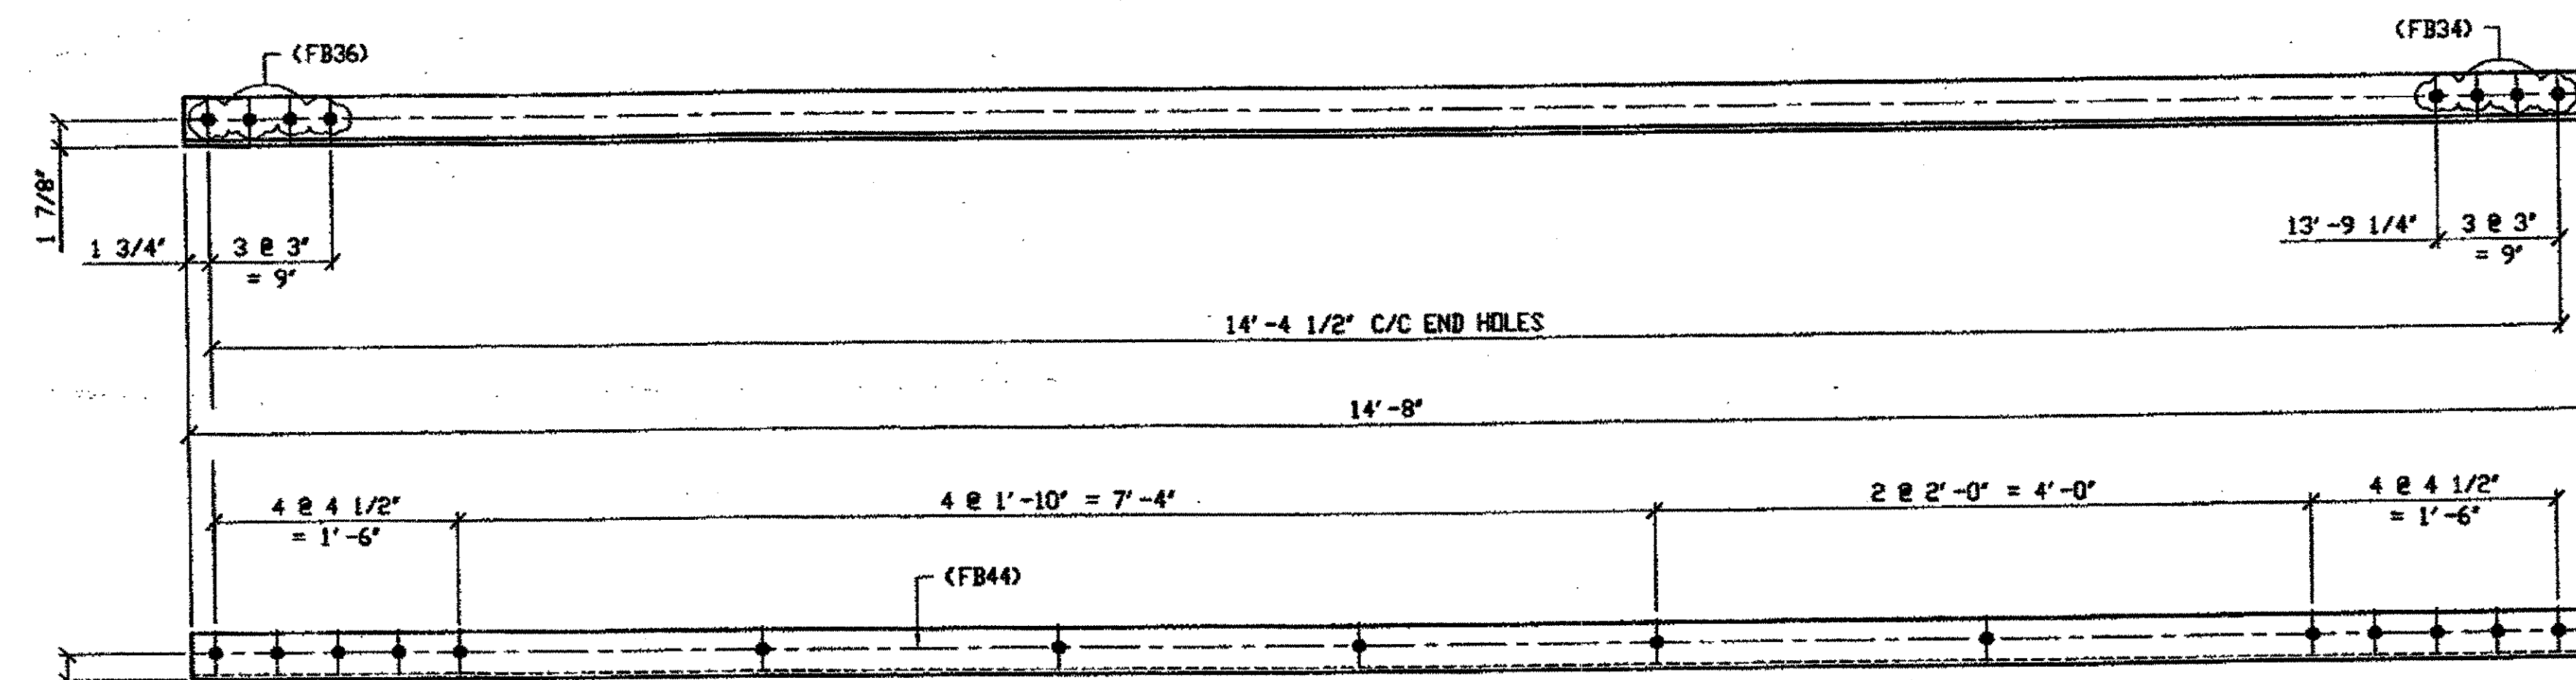 (FB36)
(FB34)
1 7/8"
1 3/4"
3 @ 3"
= 9"
13'-9 1/4"
3 @ 3"
= 9"
14'-4 1/2" C/C END HOLES
14'-8"
4 @ 4 1/2"
= 1'-6"
4 @ 1'-10" = 7'-4"
2 @ 2'-0" = 4'-0"
4 @ 4 1/2"
= 1'-6"
(FB44)